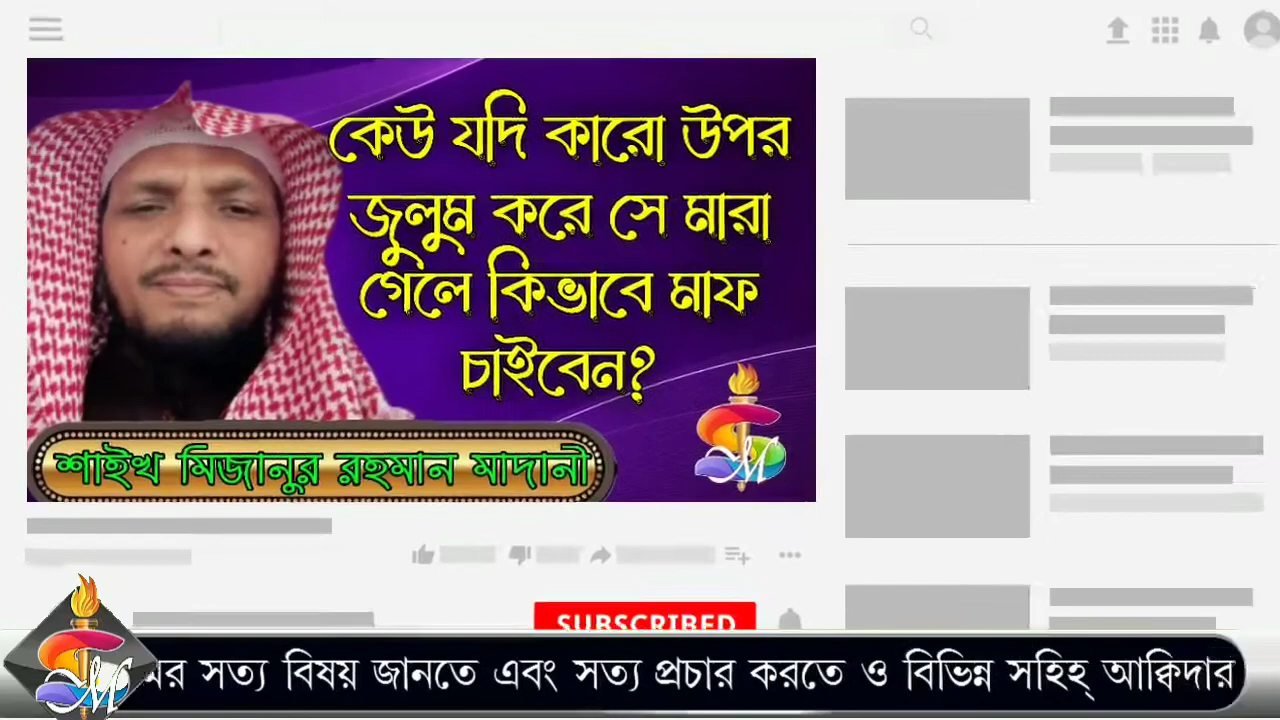 কেউ যদি কারো উপর
জুলুম করে সে মারা
গেলে কিভাবে মাফ
চাইবেন?
শাইখ মিজানুর রহমান মাদানী
SUBSCRIBED
সত্য বিষয় জানতে এবং সত্য প্রচার করতে ও বিভিন্ন সহিহ্ আক্বিদার